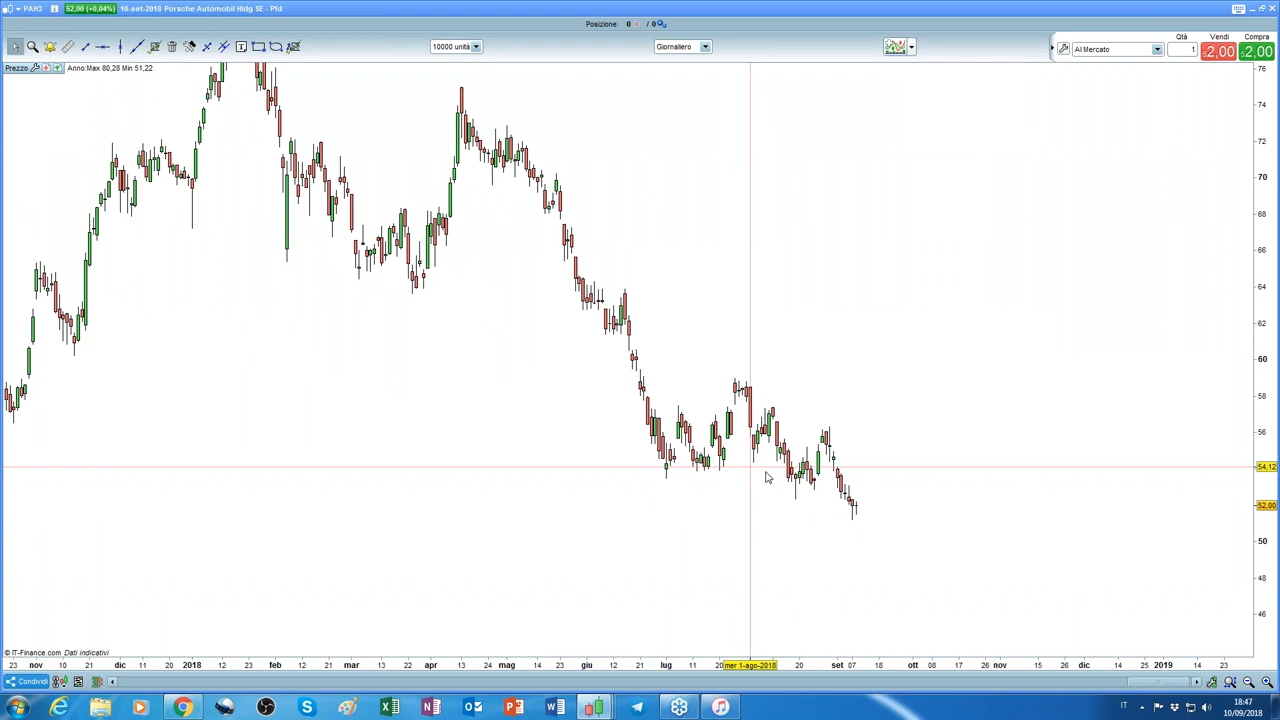 PAH3 52,00 (+0,04%) 10-set-2018 Porsche Automobil Hldg SE - Pfd
Posizione: 0 / 0
10000 unità Giornaliero
Qtà Vendi Compra
Al Mercato 1 2,00 2,00
Prezzo Anno:Max 80,28 Min 51,22
76
74
72
70
68
66
64
62
60
58
56
54,12
52,00
50
48
46
© IT-Finance.com Dati indicativi
23 nov 10 21 dic 11 20 2018 12 23 feb 12 21 mar 12 22 apr 13 24 mag 14 23 giu 12 21 lug 11 20 mer 1-ago-2018 20 set 07 18 ott 08 17 26 nov 15 26 dic 14 25 2019 14 23
Condividi
IT 18:47
10/09/2018